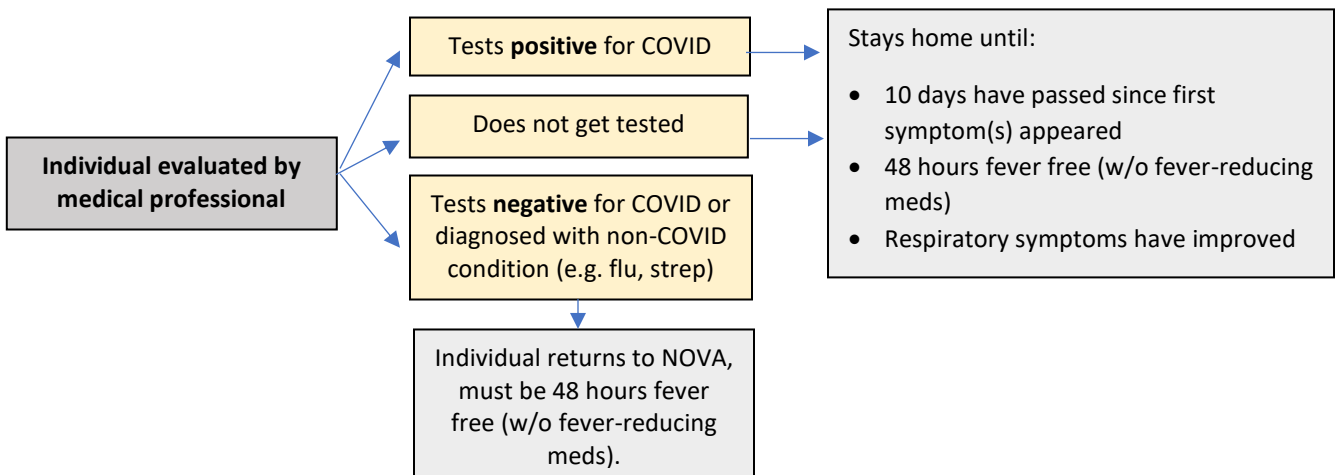 Tests positive for COVID
Does not get tested
Individual evaluated by
medical professional
Tests negative for COVID or
diagnosed with non-COVID
condition (e.g. flu, strep)
Individual returns to NOVA,
must be 48 hours fever
free (w/o fever-reducing
meds).
Stays home until:
• 10 days have passed since first
symptom(s) appeared
• 48 hours fever free (w/o fever-reducing
meds)
• Respiratory symptoms have improved